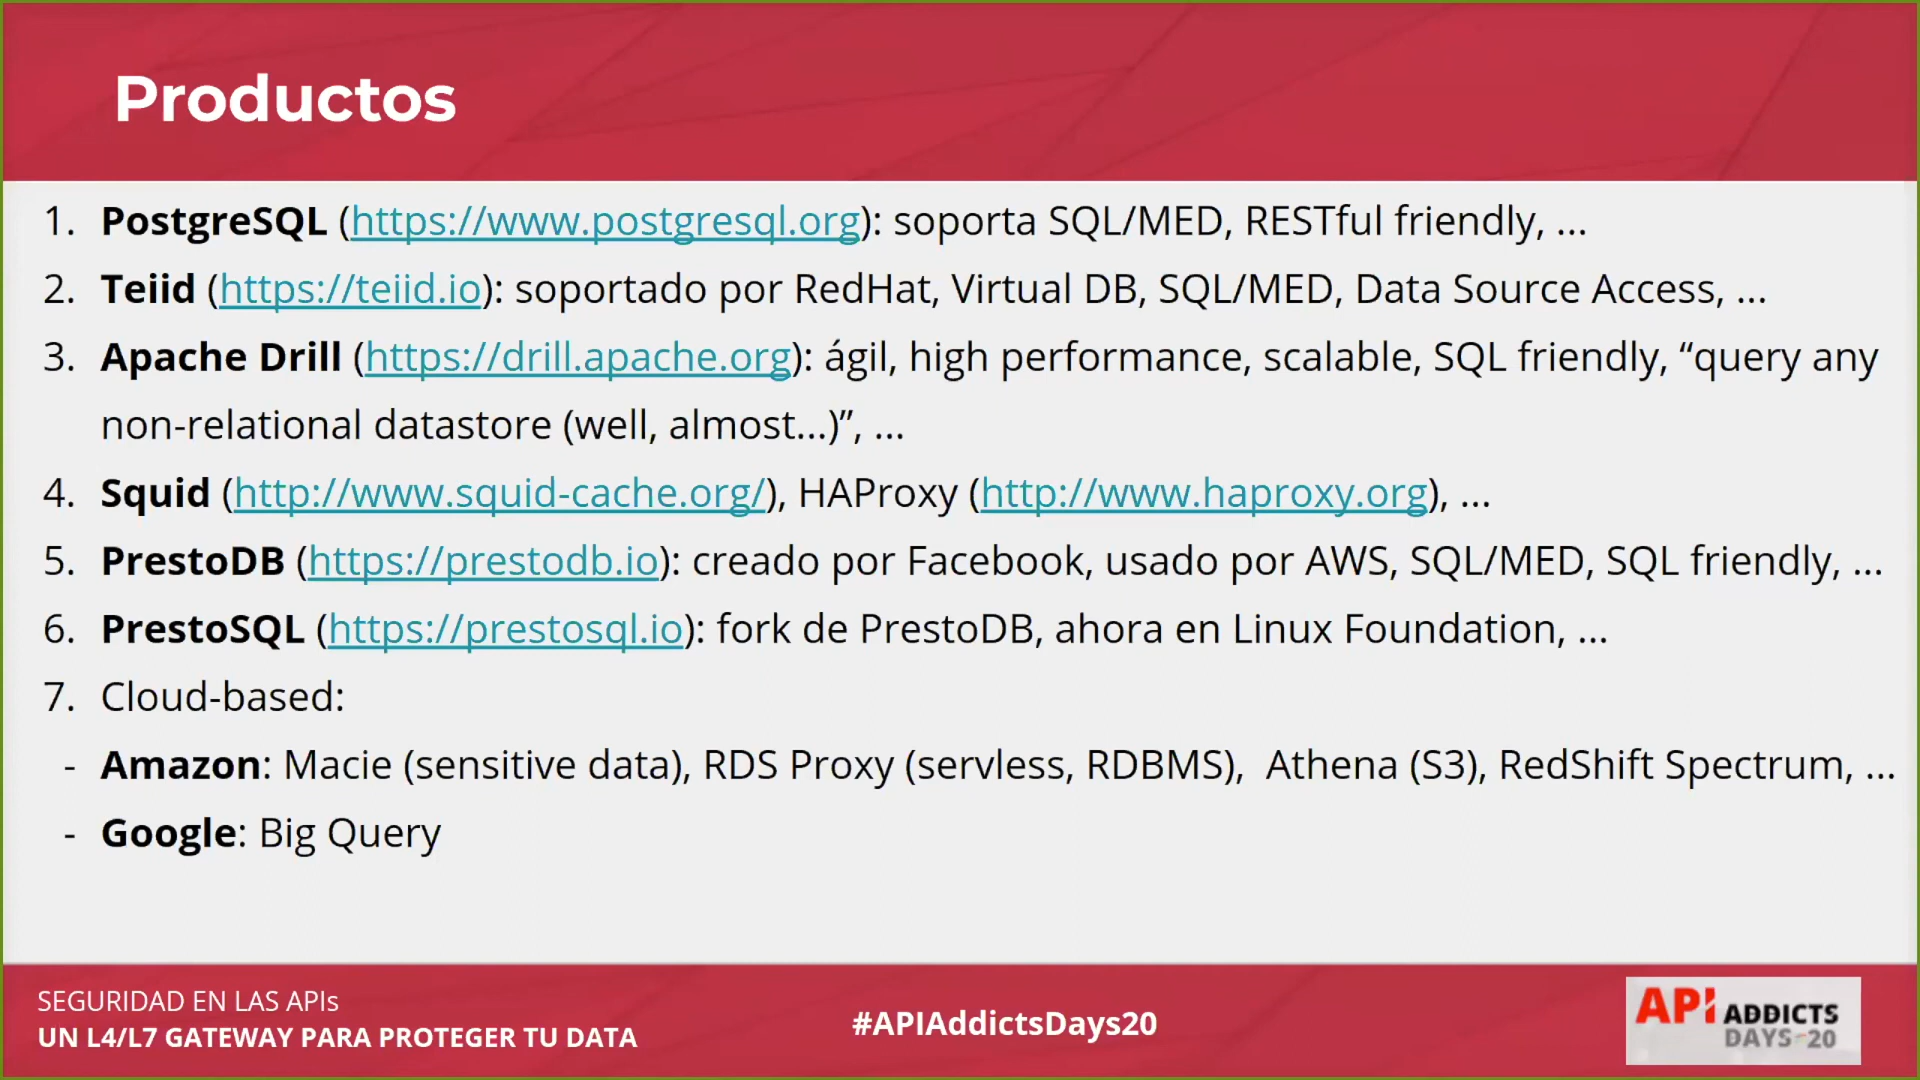 Productos
1. PostgreSQL (https://www.postgresql.org): soporta SQL/MED, RESTful friendly, ...
2. Teiid (https://teiid.io): soportado por RedHat, Virtual DB, SQL/MED, Data Source Access, ...
3. Apache Drill (https://drill.apache.org): ágil, high performance, scalable, SQL friendly, “query any
non-relational datastore (well, almost...)”, ...
4. Squid (http://www.squid-cache.org/), HAProxy (http://www.haproxy.org), ...
5. PrestoDB (https://prestodb.io): creado por Facebook, usado por AWS, SQL/MED, SQL friendly, ...
6. PrestoSQL (https://prestosql.io): fork de PrestoDB, ahora en Linux Foundation, ...
7. Cloud-based:
- Amazon: Macie (sensitive data), RDS Proxy (servless, RDBMS), Athena (S3), RedShift Spectrum, ...
- Google: Big Query
SEGURIDAD EN LAS APIs
UN L4/L7 GATEWAY PARA PROTEGER TU DATA
#APIAddictsDays20
API ADDICTS
DAYS-20